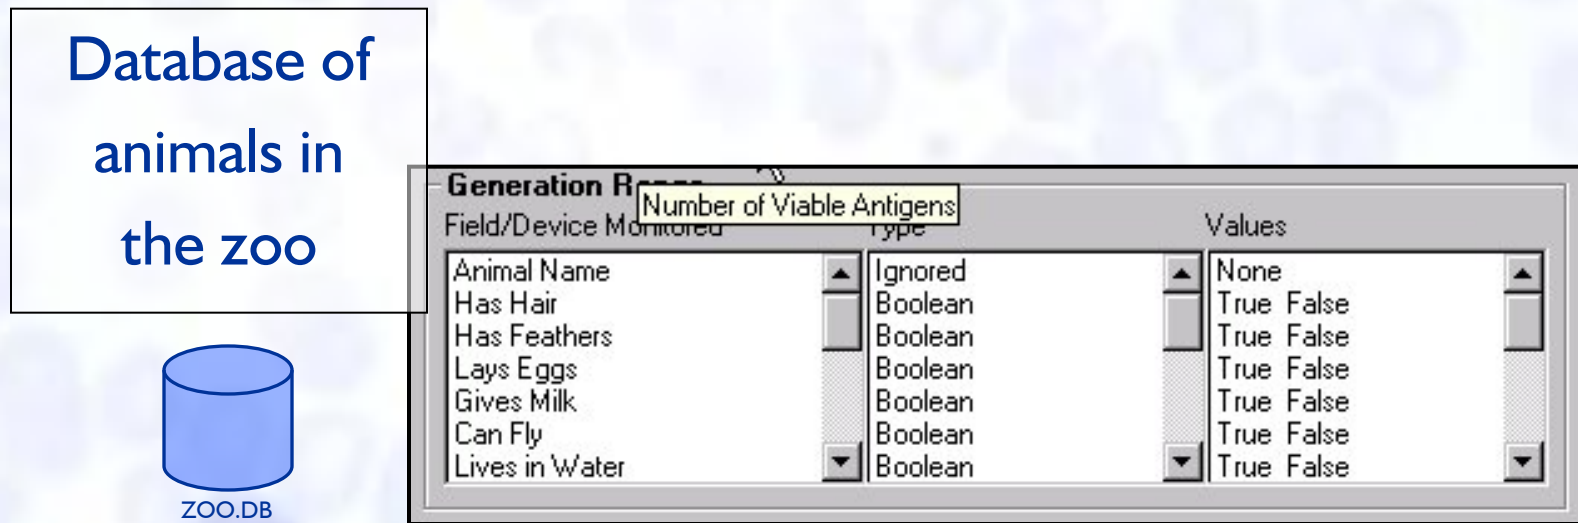 Database of
animals in
the zoo
ZOO.DB
Generation
Number of Viable Antigens
Field/Device Monitored Type Values
Animal Name Ignored None
Has Hair Boolean True False
Has Feathers Boolean True False
Lays Eggs Boolean True False
Gives Milk Boolean True False
Can Fly Boolean True False
Lives in Water Boolean True False